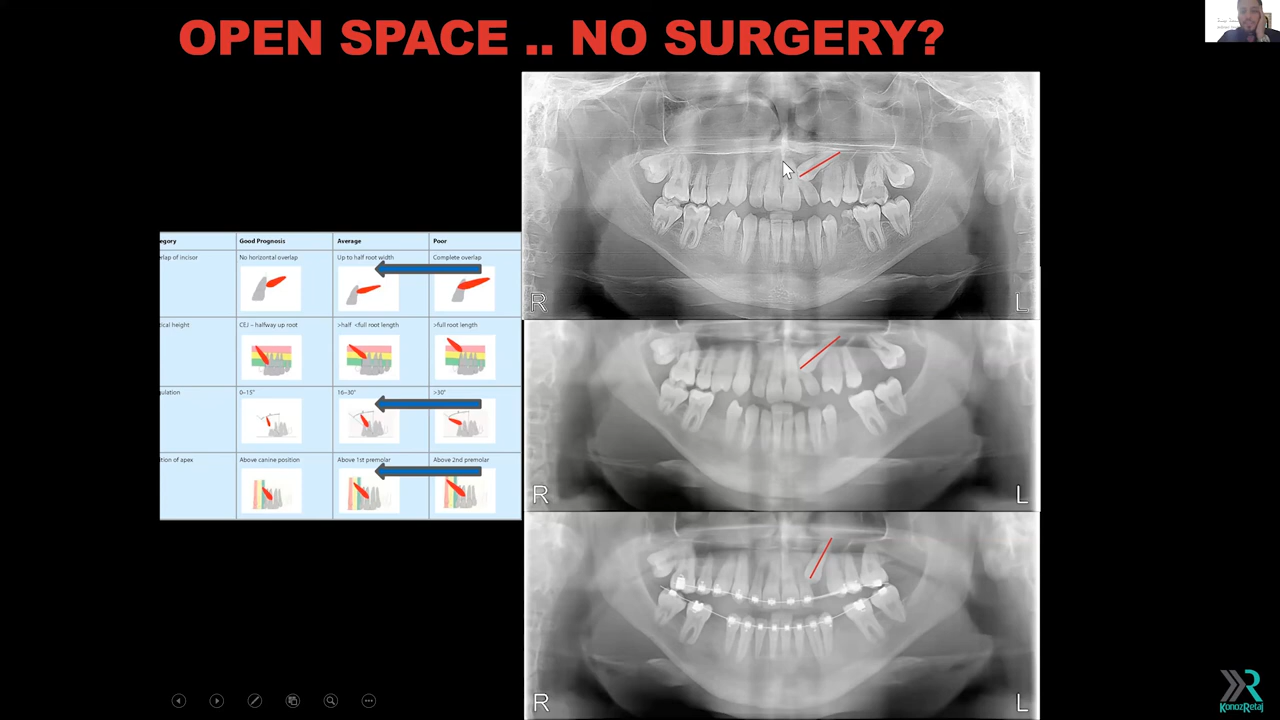 OPEN SPACE .. NO SURGERY?
egory Good Prognosis Average Poor
rlap of incisor No horizontal overlap Up to half root width Complete overlap
tical height CEJ – halfway up root >half <full root length >full root length
gulation 0–15° 16–30° >30°
ition of apex Above canine position Above 1st premolar Above 2nd premolar
R L
R L
R L
KonozRetaj